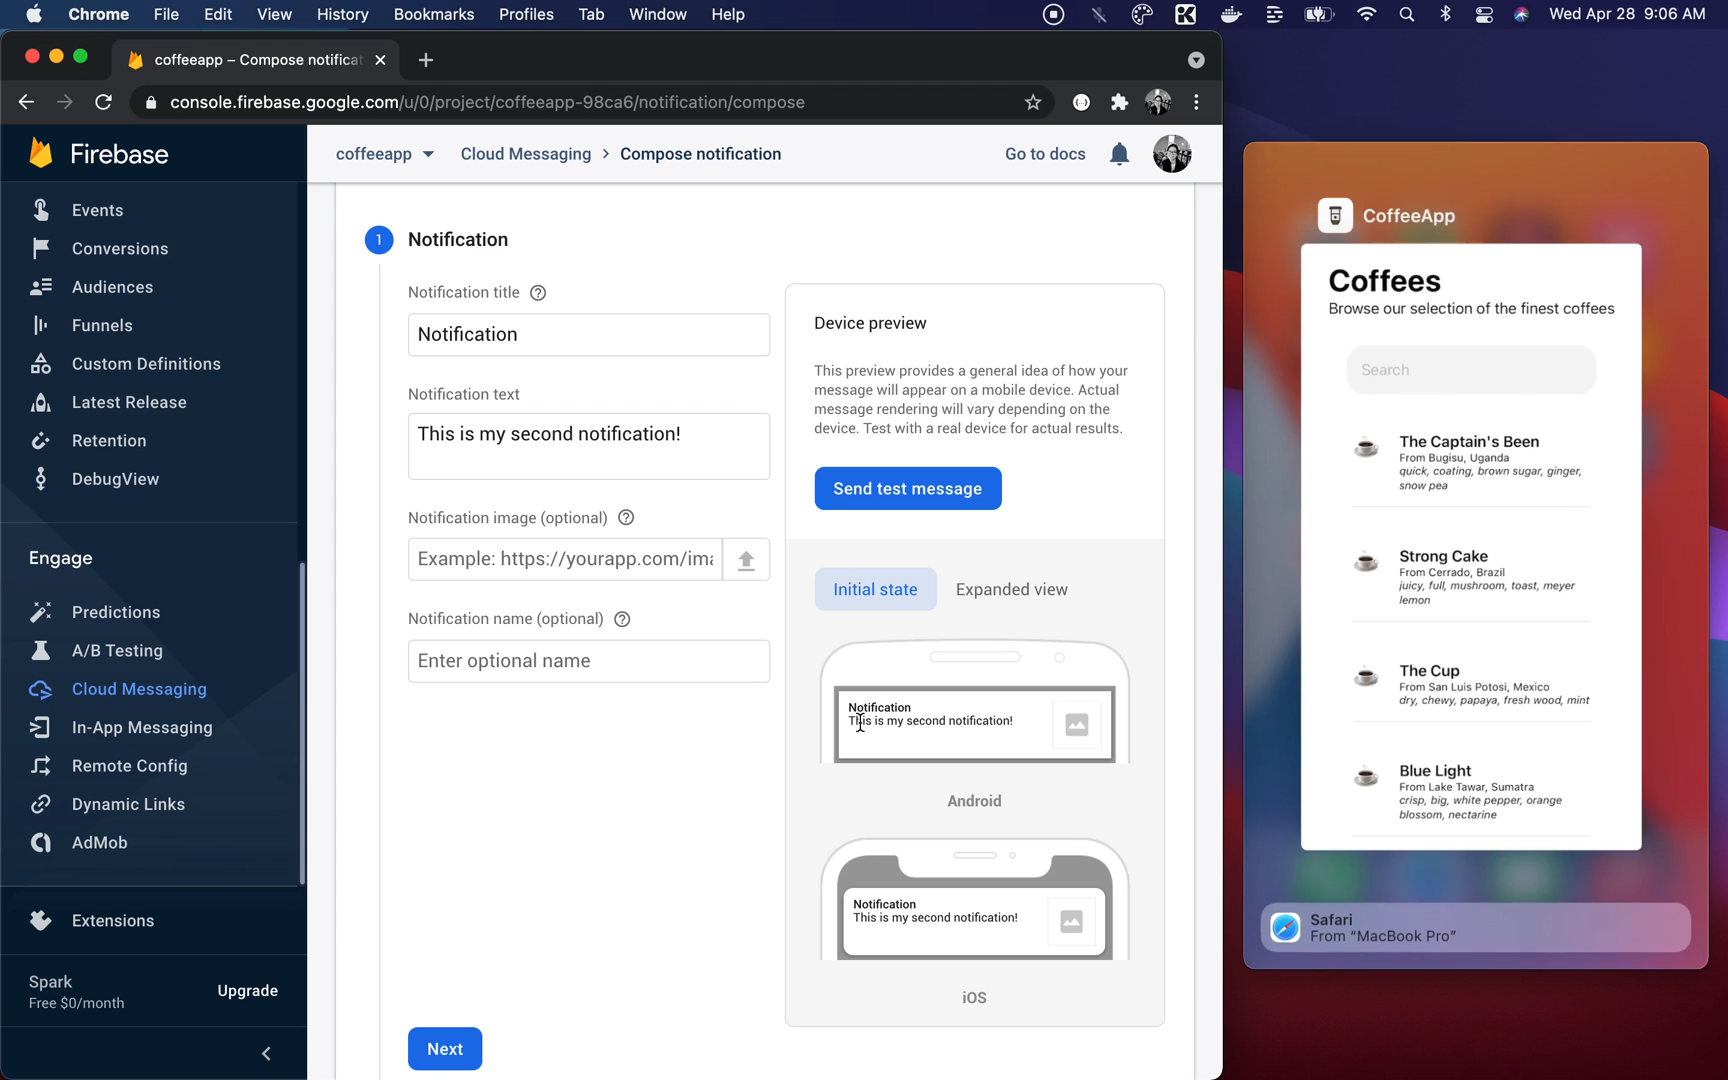 Chrome File Edit View History Bookmarks Profiles Tab Window Help
Wed Apr 28 9:06 AM
coffeeapp – Compose notificat
console.firebase.google.com/u/0/project/coffeeapp-98ca6/notification/compose
Firebase
coffeeapp Cloud Messaging > Compose notification
Go to docs
Events
Conversions
Audiences
Funnels
Custom Definitions
Latest Release
Retention
DebugView
Engage
Predictions
A/B Testing
Cloud Messaging
In-App Messaging
Remote Config
Dynamic Links
AdMob
Extensions
Spark
Free $0/month
Upgrade
1 Notification
Notification title
Notification
Notification text
This is my second notification!
Notification image (optional)
Example: https://yourapp.com/ima
Notification name (optional)
Enter optional name
Next
Device preview
This preview provides a general idea of how your
message will appear on a mobile device. Actual
message rendering will vary depending on the
device. Test with a real device for actual results.
Send test message
Initial state Expanded view
Notification
This is my second notification!
Android
Notification
This is my second notification!
iOS
CoffeeApp
Coffees
Browse our selection of the finest coffees
Search
The Captain's Been
From Bugisu, Uganda
quick, coating, brown sugar, ginger,
snow pea
Strong Cake
From Cerrado, Brazil
juicy, full, mushroom, toast, meyer
lemon
The Cup
From San Luis Potosi, Mexico
dry, chewy, papaya, fresh wood, mint
Blue Light
From Lake Tawar, Sumatra
crisp, big, white pepper, orange
blossom, nectarine
Safari
From "MacBook Pro"